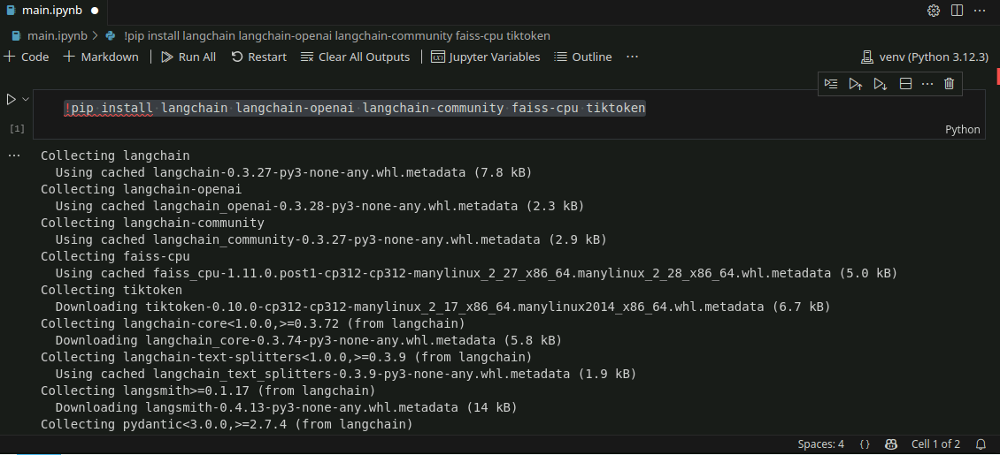 main.ipynb
main.ipynb > !pip install langchain langchain-openai langchain-community faiss-cpu tiktoken
+ Code + Markdown | Run All Restart Clear All Outputs | Jupyter Variables Outline ... venv (Python 3.12.3)
!pip install langchain langchain-openai langchain-community faiss-cpu tiktoken
[1]
Python
Collecting langchain
Using cached langchain-0.3.27-py3-none-any.whl.metadata (7.8 kB)
Collecting langchain-openai
Using cached langchain_openai-0.3.28-py3-none-any.whl.metadata (2.3 kB)
Collecting langchain-community
Using cached langchain_community-0.3.27-py3-none-any.whl.metadata (2.9 kB)
Collecting faiss-cpu
Using cached faiss_cpu-1.11.0.post1-cp312-cp312-manylinux_2_27_x86_64.manylinux_2_28_x86_64.whl.metadata (5.0 kB)
Collecting tiktoken
Downloading tiktoken-0.10.0-cp312-cp312-manylinux_2_17_x86_64.manylinux2014_x86_64.whl.metadata (6.7 kB)
Collecting langchain-core<1.0.0,>=0.3.72 (from langchain)
Downloading langchain_core-0.3.74-py3-none-any.whl.metadata (5.8 kB)
Collecting langchain-text-splitters<1.0.0,>=0.3.9 (from langchain)
Using cached langchain_text_splitters-0.3.9-py3-none-any.whl.metadata (1.9 kB)
Collecting langsmith>=0.1.17 (from langchain)
Downloading langsmith-0.4.13-py3-none-any.whl.metadata (14 kB)
Collecting pydantic<3.0.0,>=2.7.4 (from langchain)
Spaces: 4 {} Cell 1 of 2